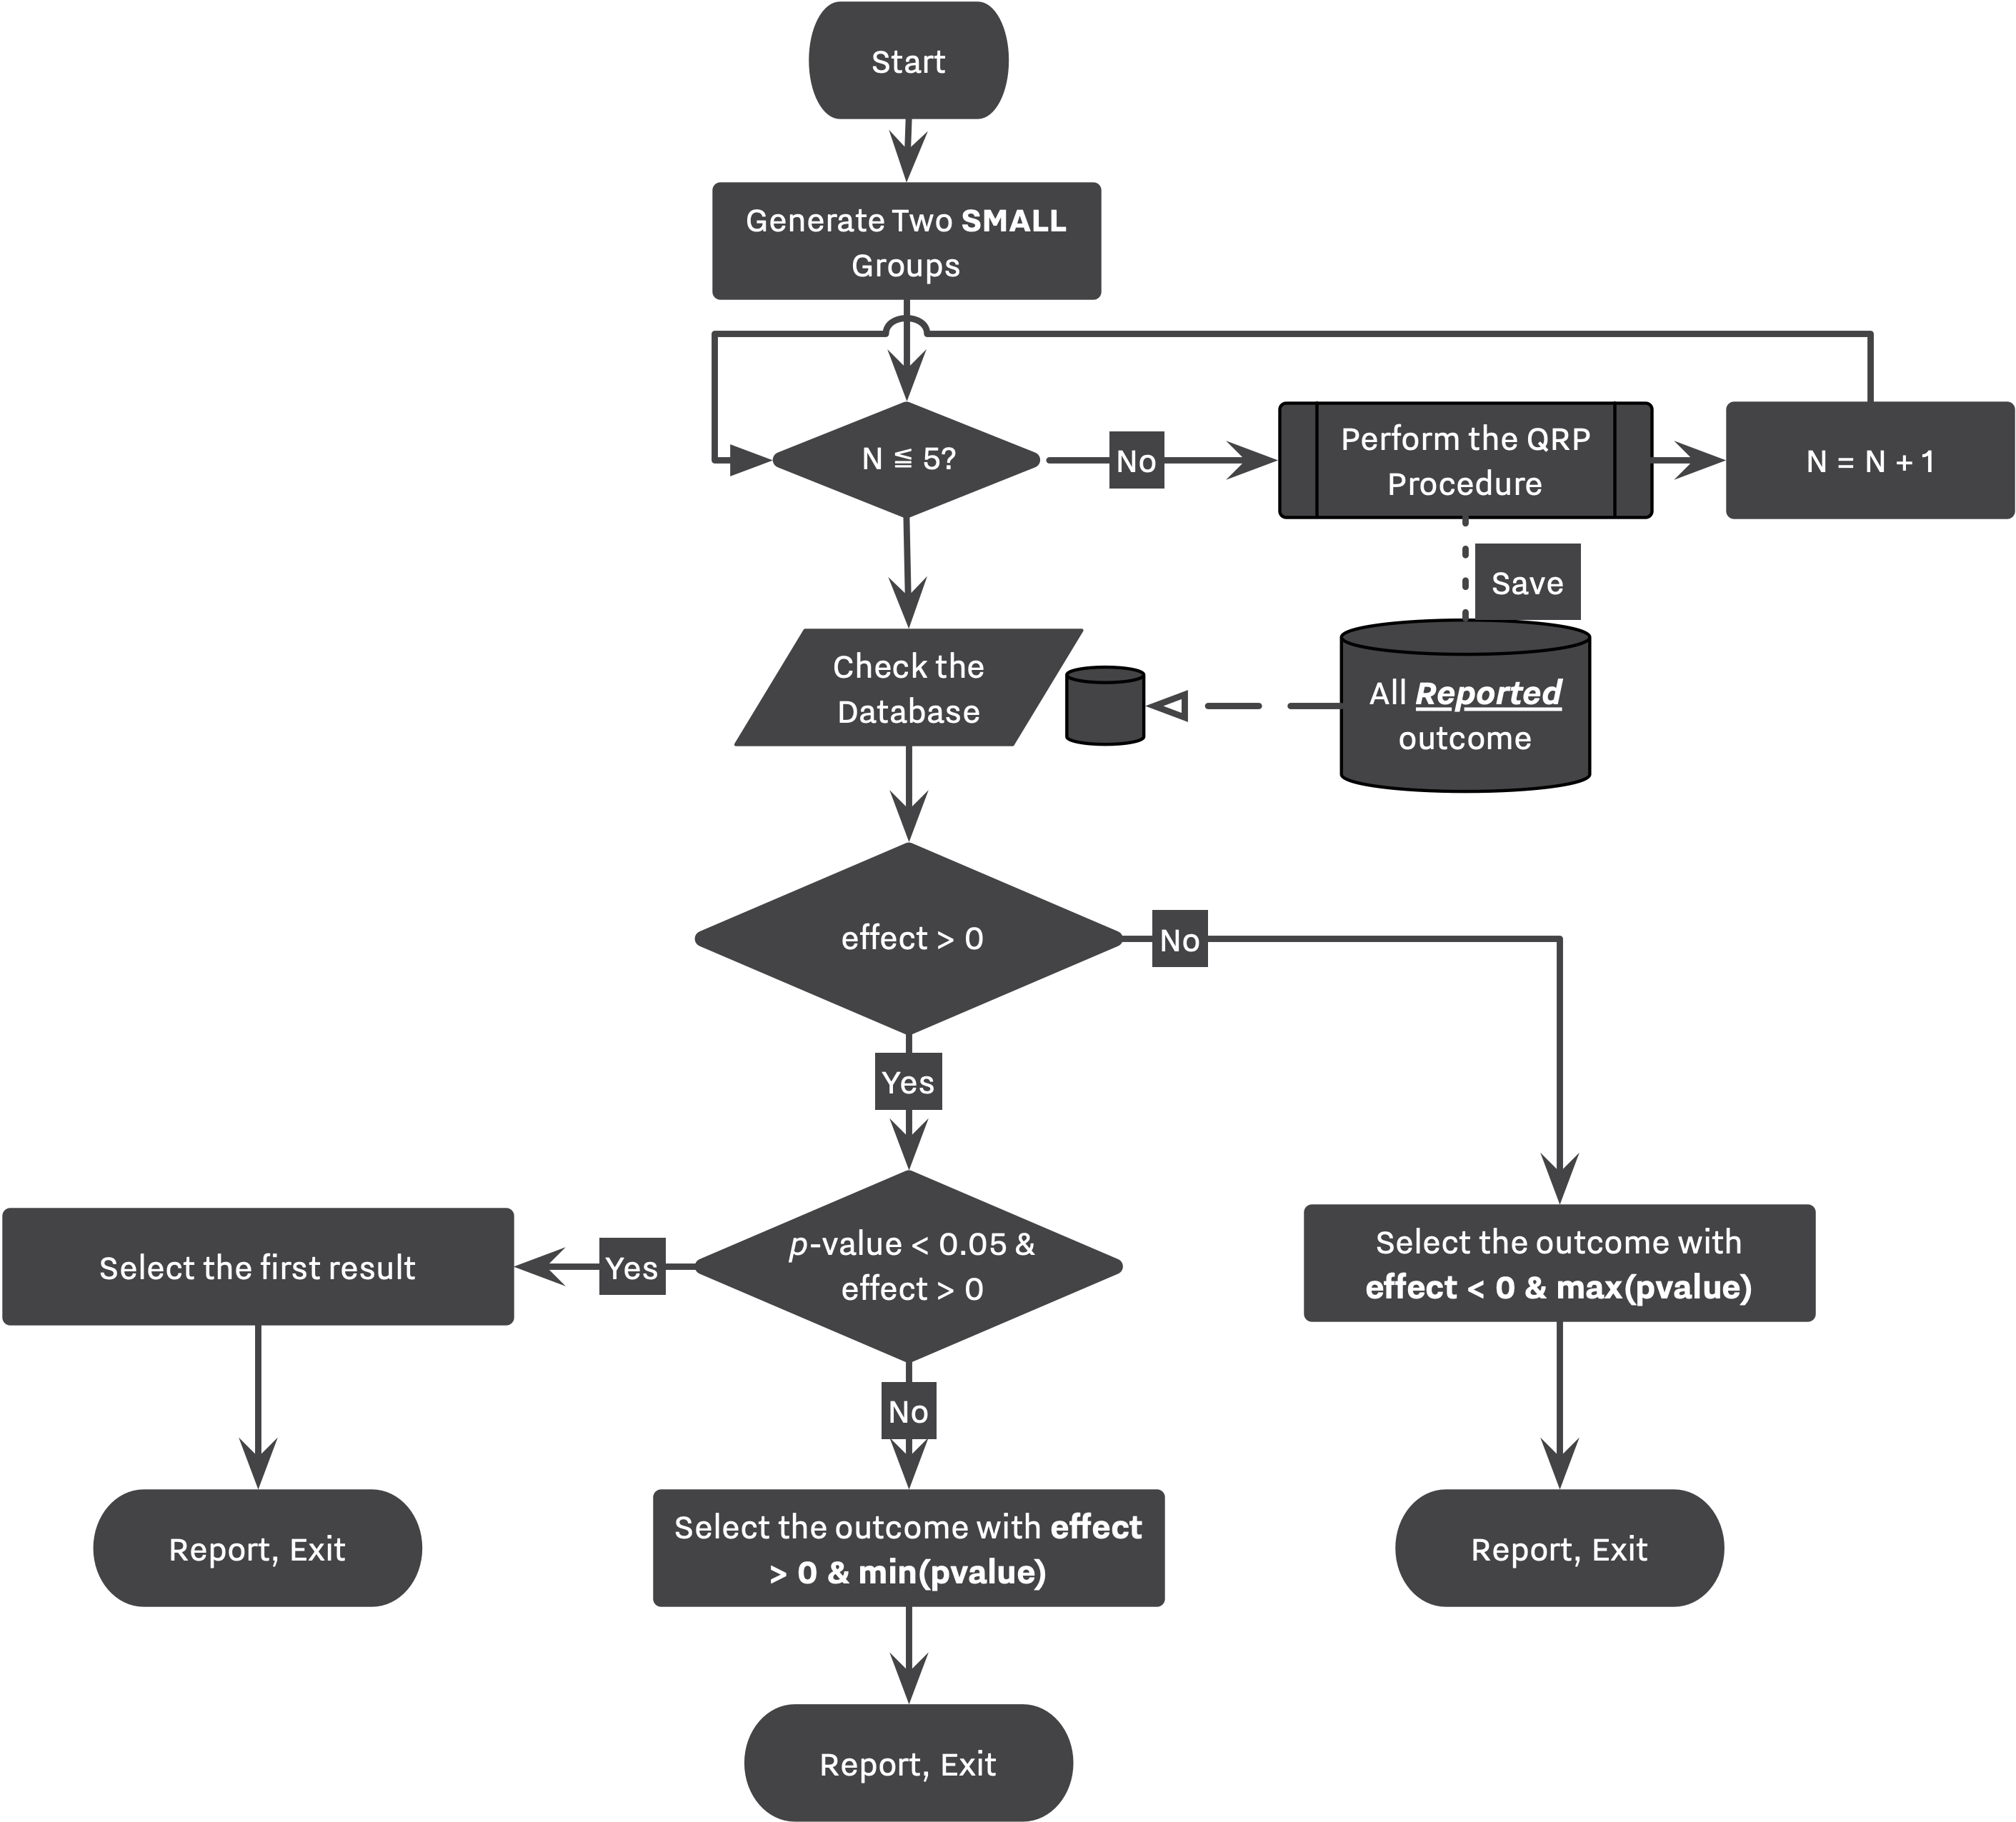 Start
Generate Two SMALL
Groups
N ≦ 5?
No
Perform the QRP
Procedure
N = N + 1
Save
Check the
Database
All Reported
outcome
effect > 0
No
Yes
Select the first result
Yes
p-value < 0.05 &
effect > 0
Select the outcome with
effect < 0 & max(pvalue)
No
Report, Exit
Select the outcome with effect
> 0 & min(pvalue)
Report, Exit
Report, Exit